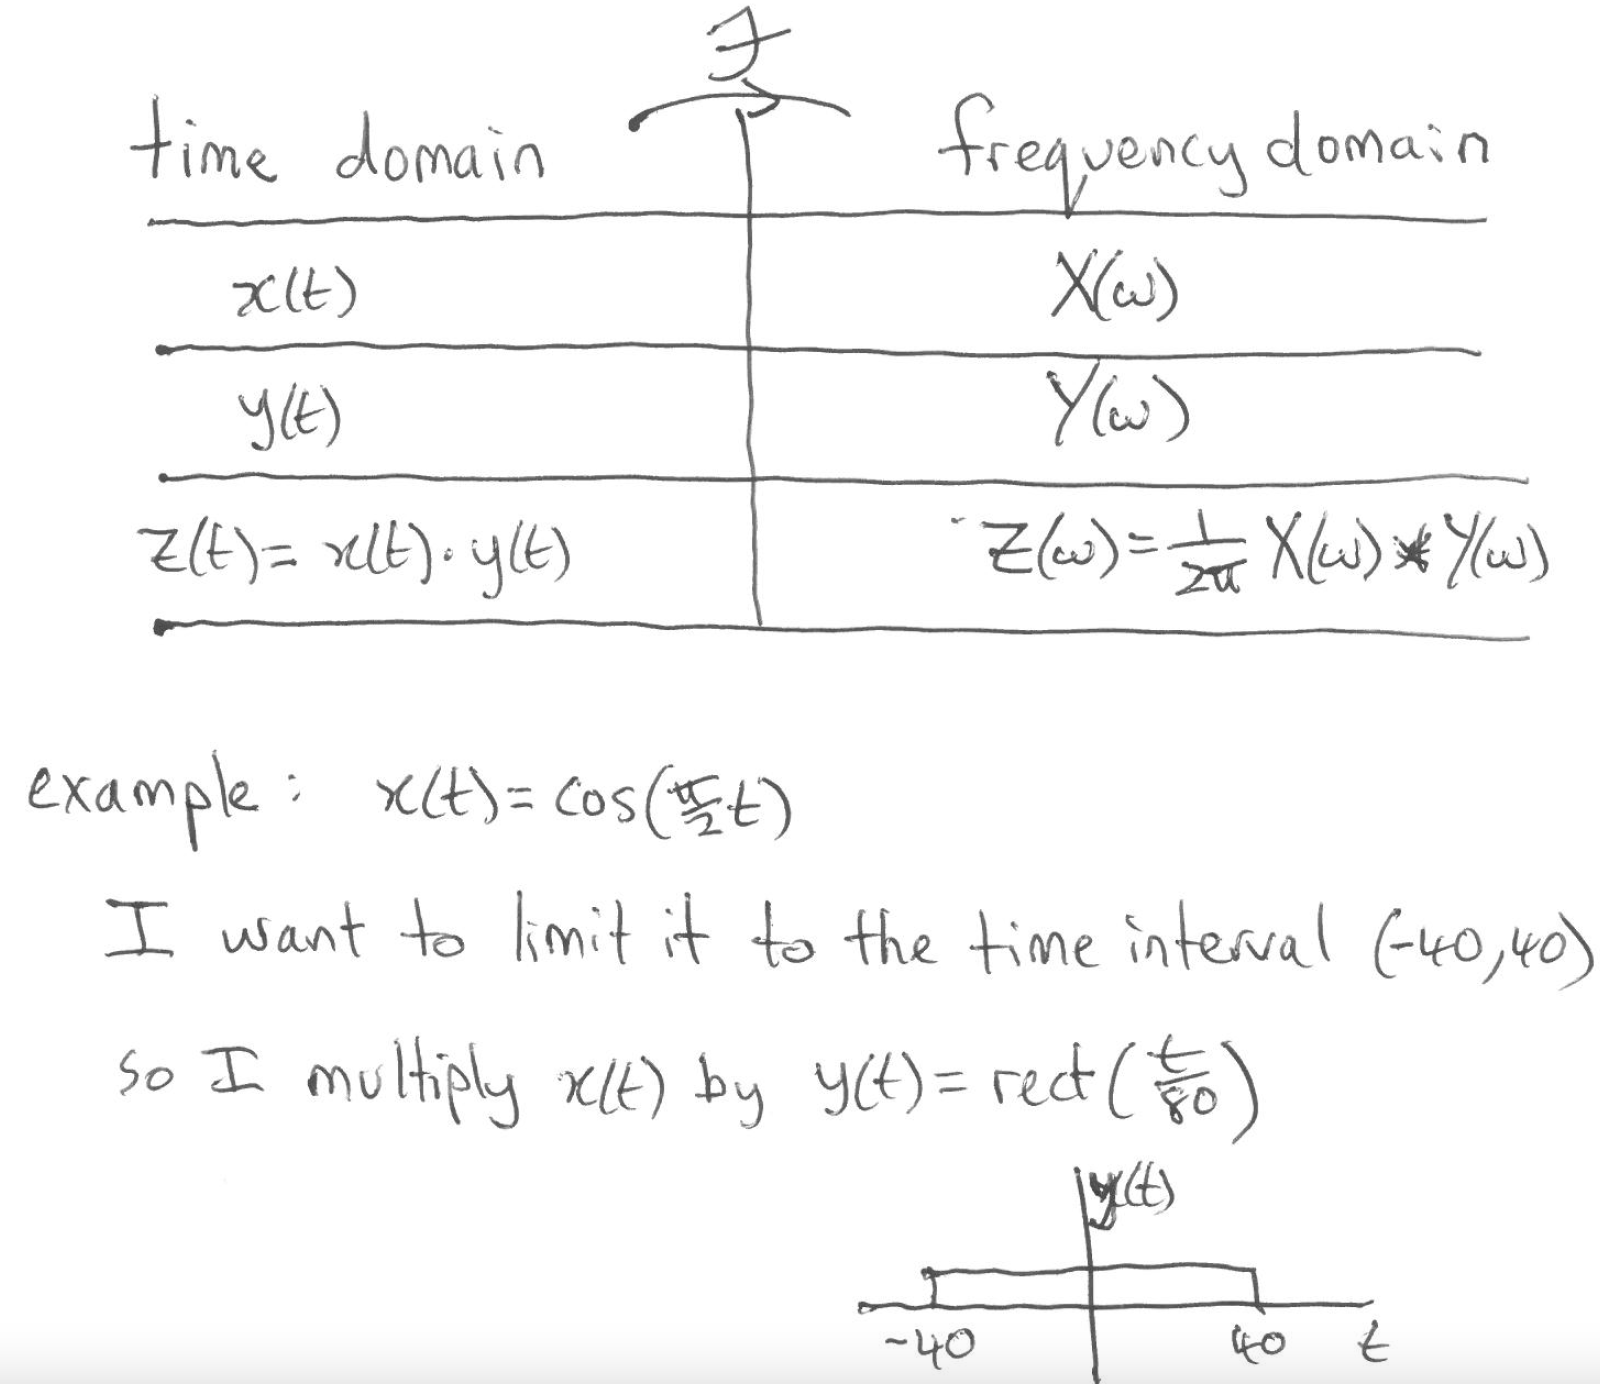 ℱ
time domain frequency domain
x(t) X(ω)
y(t) Y(ω)
z(t)= x(t)·y(t) Z(ω)= 1/2π X(ω) * Y(ω)
example: x(t)= cos(π/2 t)
I want to limit it to the time interval (-40,40)
so I multiply x(t) by y(t)= rect(t/80)
y(t)
-40 40 t